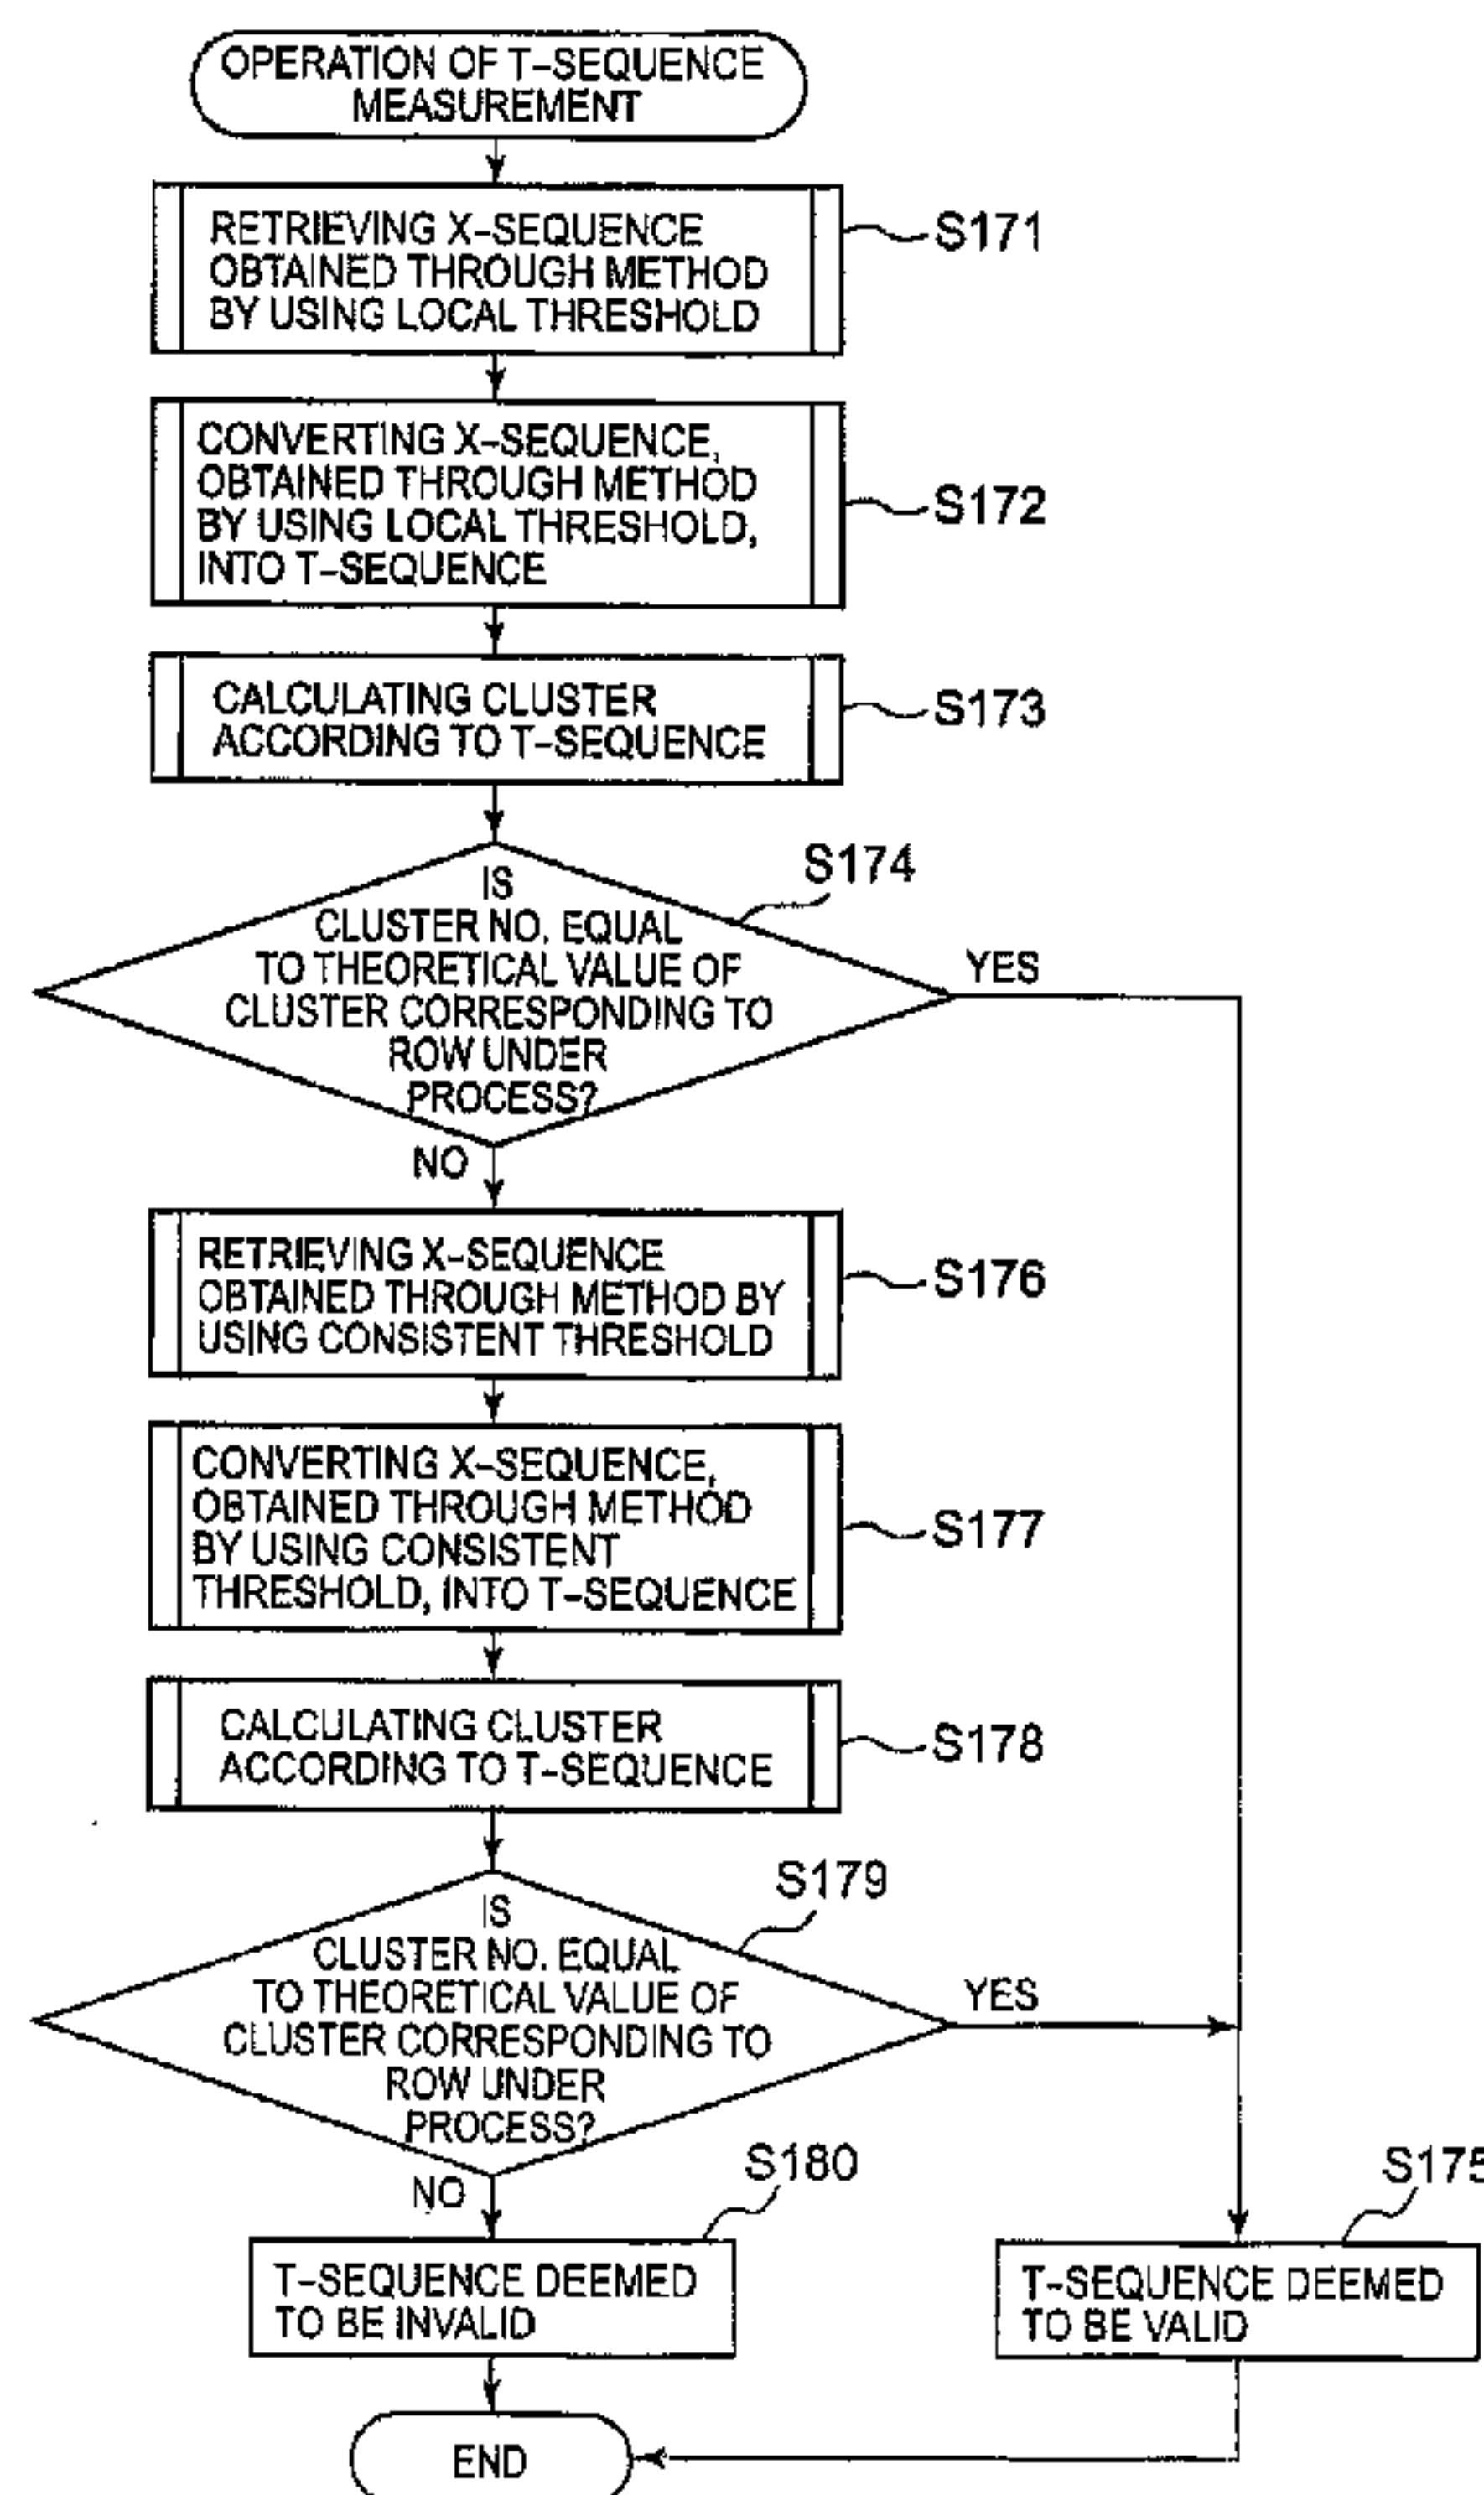 OPERATION OF T-SEQUENCE
MEASUREMENT
RETRIEVING X-SEQUENCE
OBTAINED THROUGH METHOD
BY USING LOCAL THRESHOLD
S171
CONVERTING X-SEQUENCE,
OBTAINED THROUGH METHOD
BY USING LOCAL THRESHOLD,
INTO T-SEQUENCE
S172
CALCULATING CLUSTER
ACCORDING TO T-SEQUENCE
S173
S174
IS
CLUSTER NO. EQUAL
TO THEORETICAL VALUE OF
CLUSTER CORRESPONDING TO
ROW UNDER
PROCESS?
YES
NO
RETRIEVING X-SEQUENCE
OBTAINED THROUGH METHOD BY
USING CONSISTENT THRESHOLD
S176
CONVERTING X-SEQUENCE,
OBTAINED THROUGH METHOD
BY USING CONSISTENT
THRESHOLD, INTO T-SEQUENCE
S177
CALCULATING CLUSTER
ACCORDING TO T-SEQUENCE
S178
S179
IS
CLUSTER NO. EQUAL
TO THEORETICAL VALUE OF
CLUSTER CORRESPONDING TO
ROW UNDER
PROCESS?
YES
NO
S180
T-SEQUENCE DEEMED
TO BE INVALID
S175
T-SEQUENCE DEEMED
TO BE VALID
END